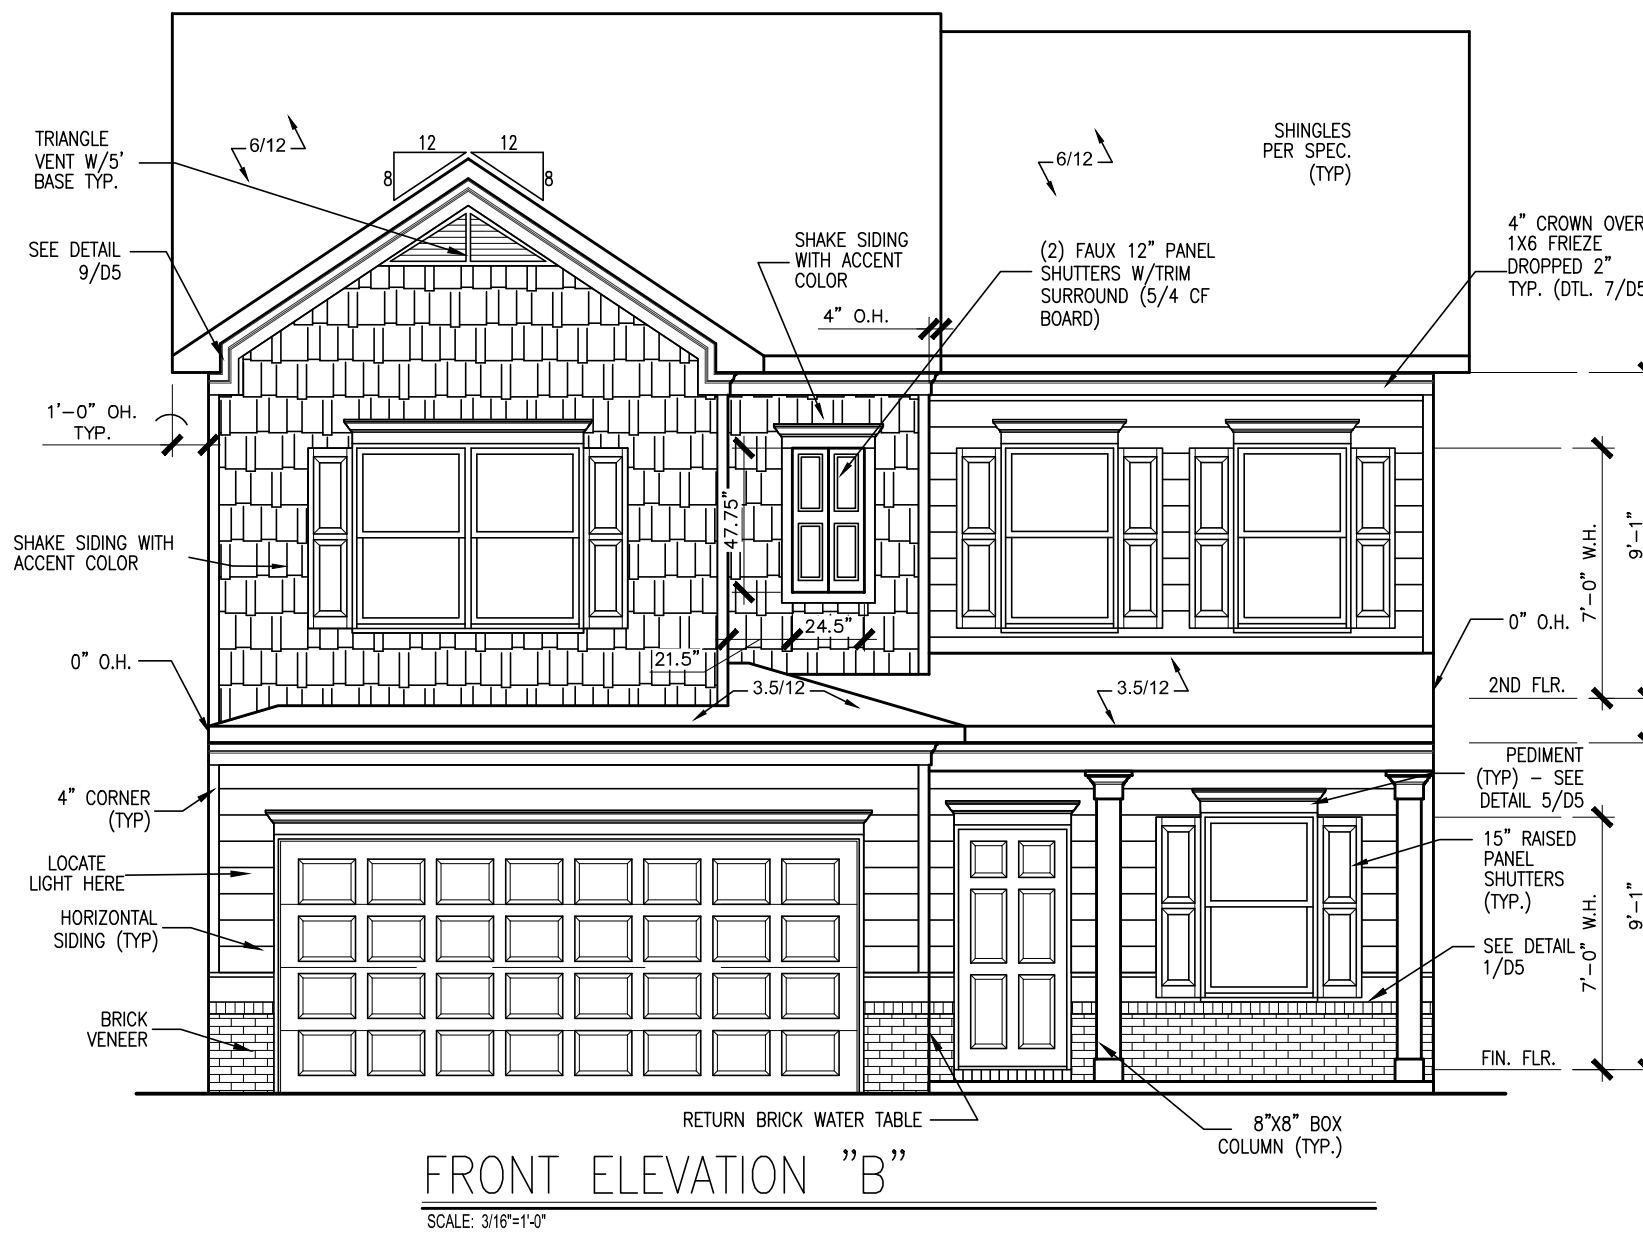 TRIANGLE
VENT W/5'
BASE TYP.
6/12
12
12
8
8
6/12
SHINGLES
PER SPEC.
(TYP)
SEE DETAIL
9/D5
SHAKE SIDING
WITH ACCENT
COLOR
4" O.H.
(2) FAUX 12" PANEL
SHUTTERS W/TRIM
SURROUND (5/4 CF
BOARD)
4" CROWN OVER
1X6 FRIEZE
DROPPED 2"
TYP. (DTL. 7/D5
1'-0" OH.
TYP.
47.75"
SHAKE SIDING WITH
ACCENT COLOR
7'-0" W.H.
9'-1"
24.5"
21.5"
0" O.H.
0" O.H.
3.5/12
3.5/12
2ND FLR.
4" CORNER
(TYP)
PEDIMENT
(TYP) - SEE
DETAIL 5/D5
LOCATE
LIGHT HERE
15" RAISED
PANEL
SHUTTERS
(TYP.)
HORIZONTAL
SIDING (TYP)
7'-0" W.H.
9'-1"
SEE DETAIL
1/D5
BRICK
VENEER
FIN. FLR.
RETURN BRICK WATER TABLE
8"X8" BOX
COLUMN (TYP.)
FRONT ELEVATION "B"
SCALE: 3/16"=1'-0"